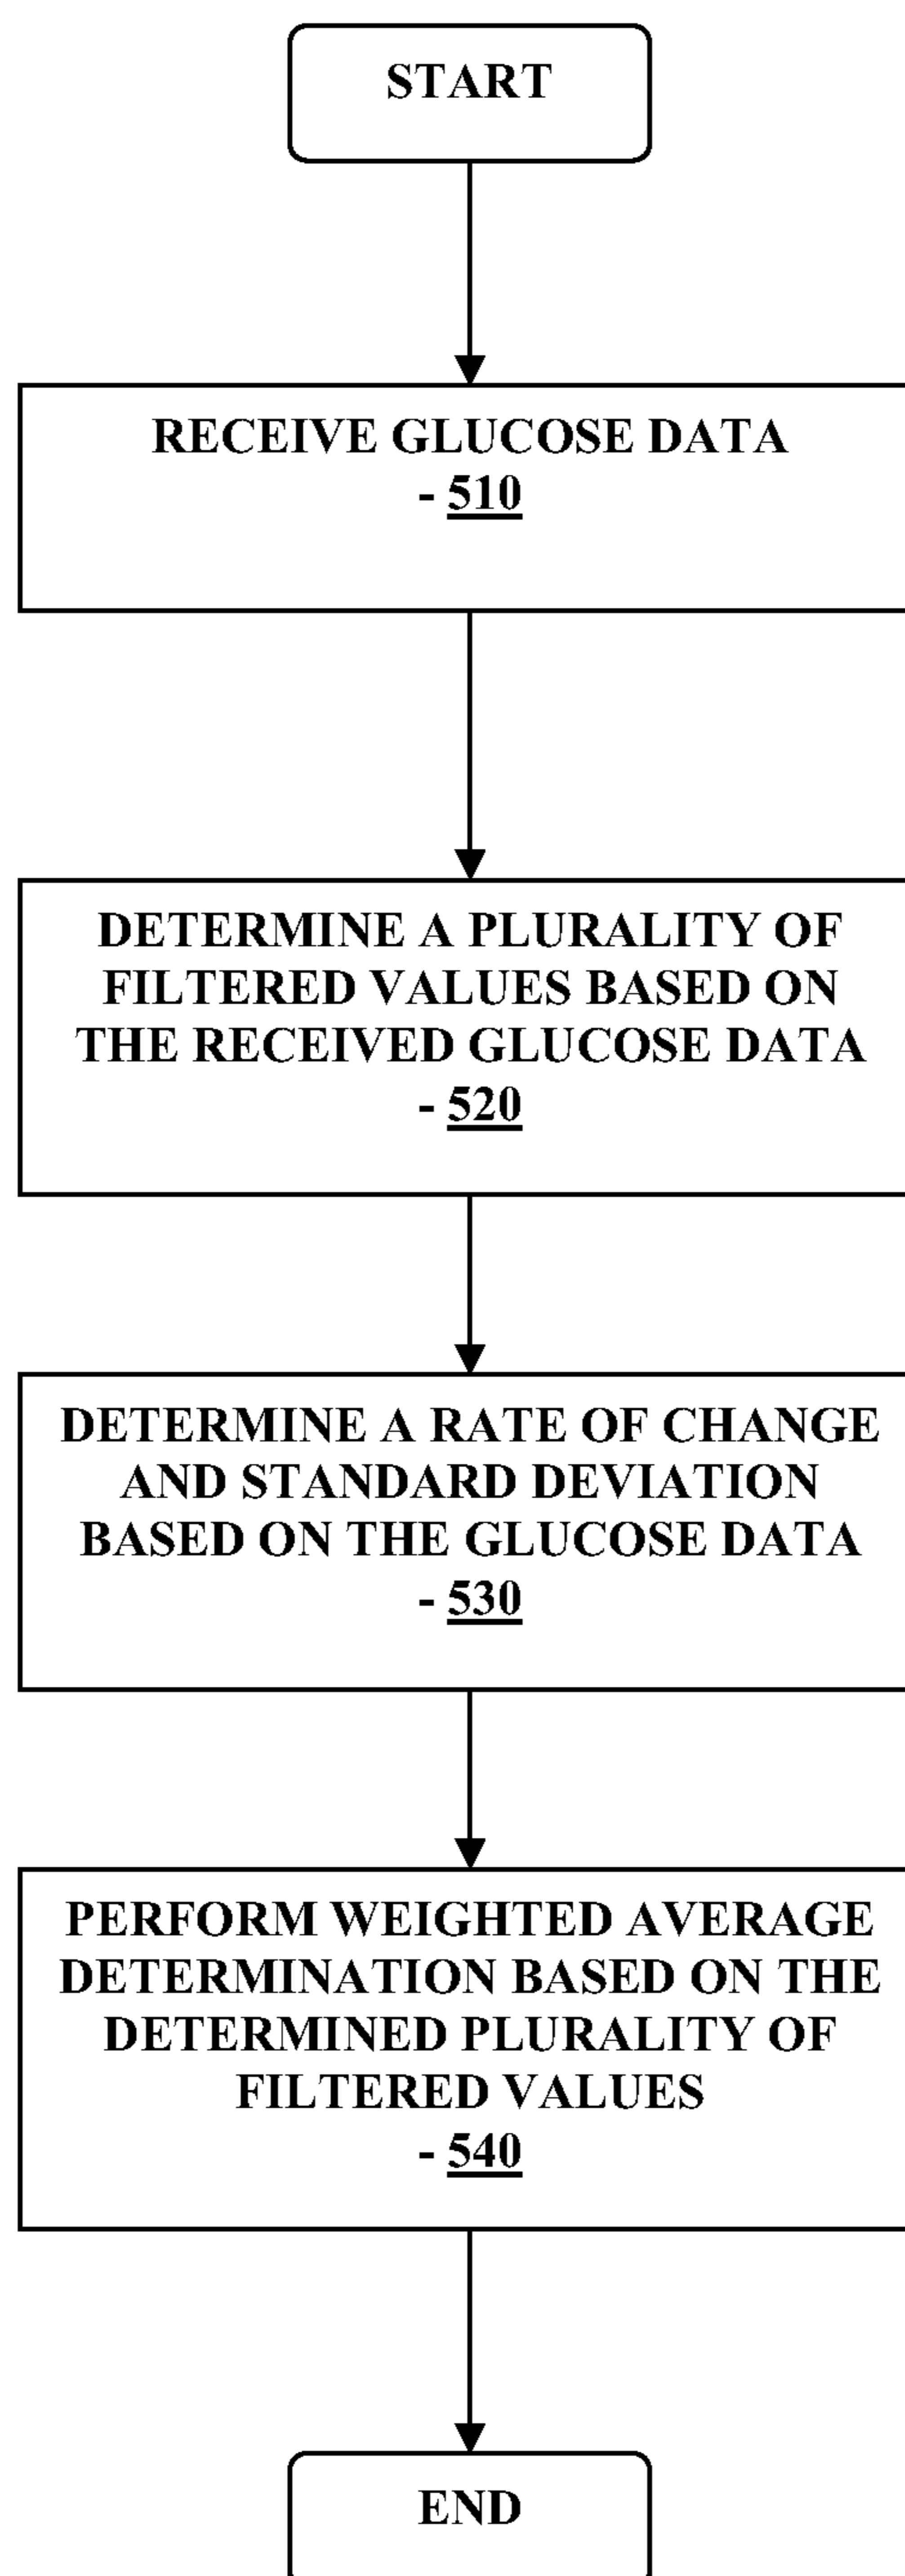 START
RECEIVE GLUCOSE DATA
- 510
DETERMINE A PLURALITY OF
FILTERED VALUES BASED ON
THE RECEIVED GLUCOSE DATA
- 520
DETERMINE A RATE OF CHANGE
AND STANDARD DEVIATION
BASED ON THE GLUCOSE DATA
- 530
PERFORM WEIGHTED AVERAGE
DETERMINATION BASED ON THE
DETERMINED PLURALITY OF
FILTERED VALUES
- 540
END